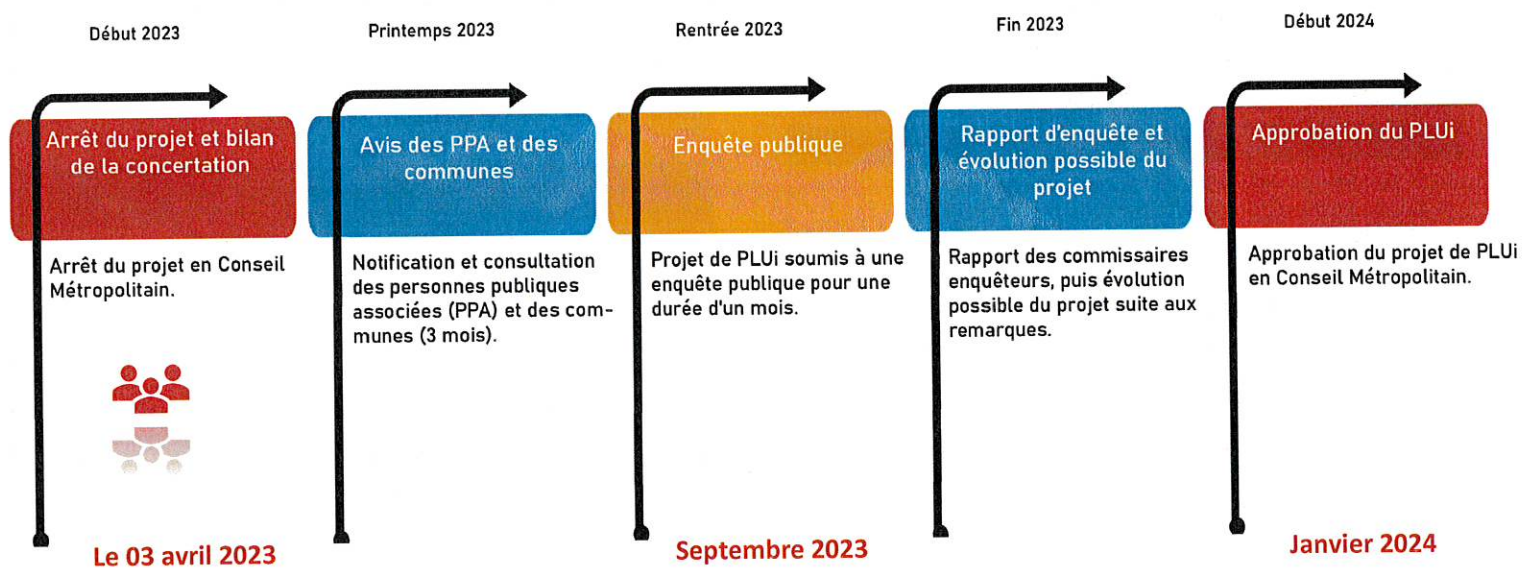 Début 2023
Printemps 2023
Rentrée 2023
Fin 2023
Début 2024
Arrêt du projet et bilan
de la concertation
Avis des PPA et des
communes
Enquête publique
Rapport d'enquête et
évolution possible du
projet
Approbation du PLUi
Arrêt du projet en Conseil
Métropolitain.
Notification et consultation
des personnes publiques
associées (PPA) et des com-
munes (3 mois).
Projet de PLUi soumis à une
enquête publique pour une
durée d'un mois.
Rapport des commissaires
enquêteurs, puis évolution
possible du projet suite aux
remarques.
Approbation du projet de PLUi
en Conseil Métropolitain.
Le 03 avril 2023
Septembre 2023
Janvier 2024